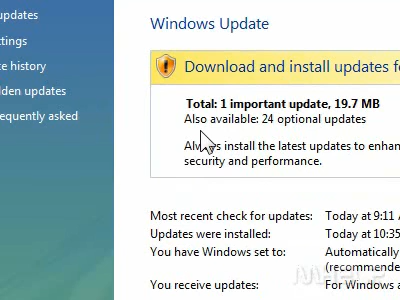 updates
Windows Update
ttings
Download and install updates fo
te history
dden updates
Total: 1 important update, 19.7 MB
equently asked
Also available: 24 optional updates
Always install the latest updates to enhan
security and performance.
Most recent check for updates: Today at 9:11 A
Updates were installed: Today at 10:35
You have Windows set to: Automatically
(recommende
You receive updates: For Windows a